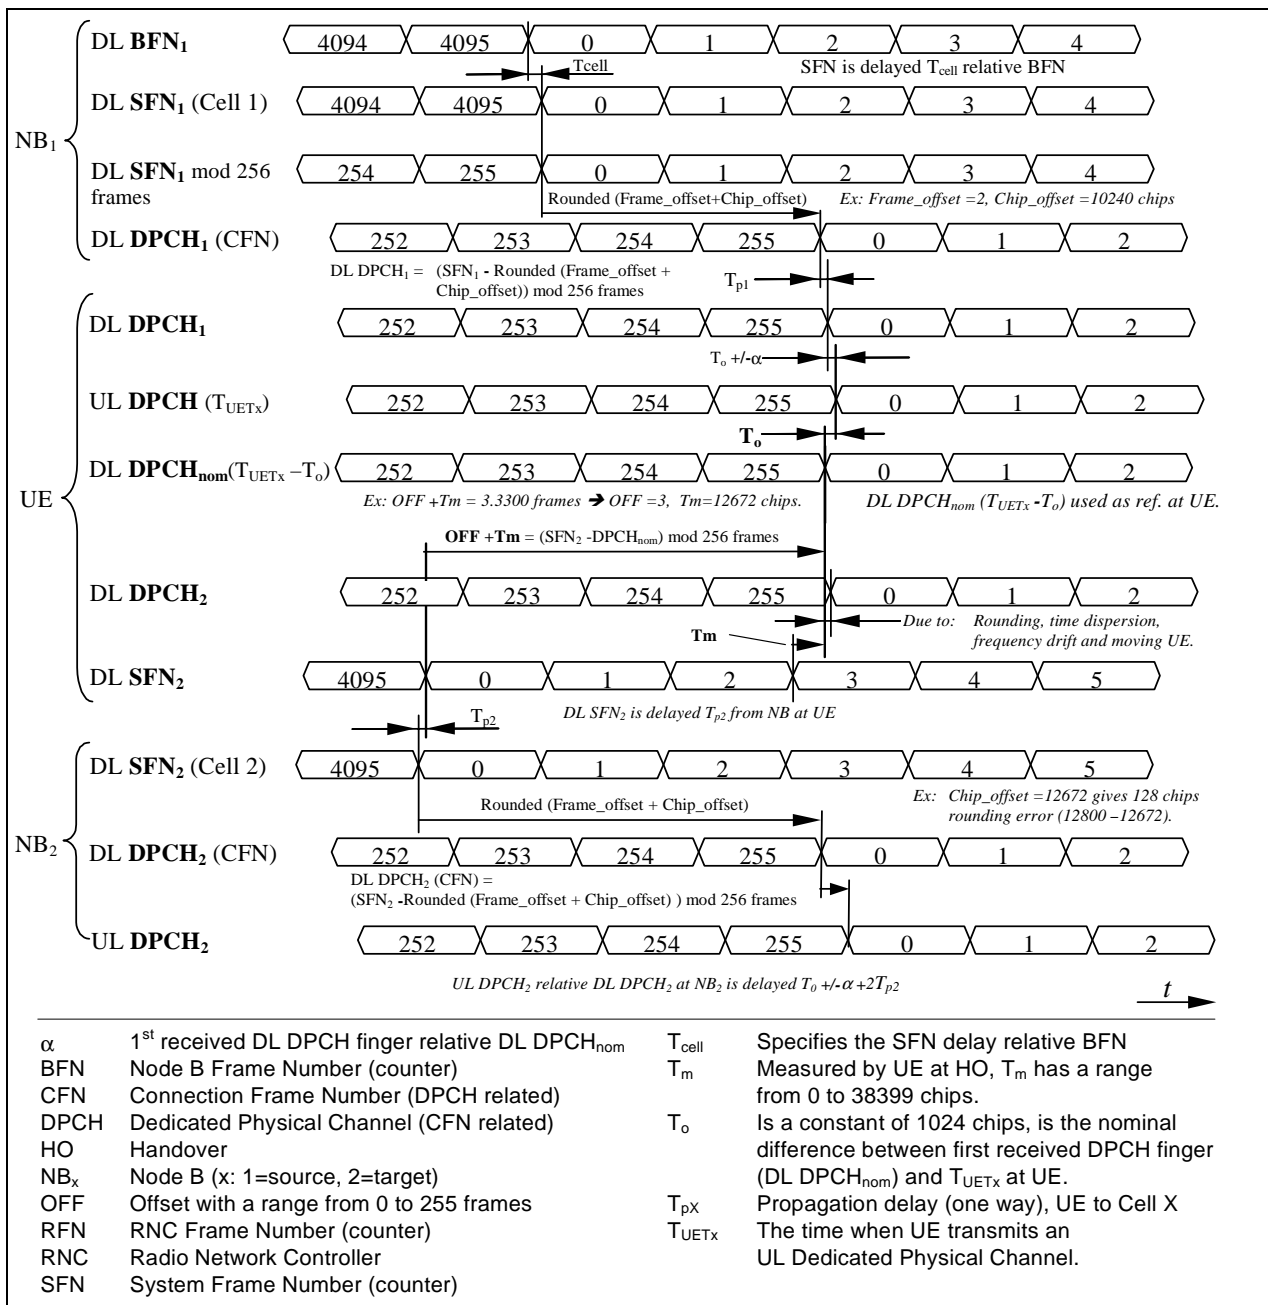 DL BFN1 4094 4095 0 1 2 3 4
Tcell SFN is delayed Tcell relative BFN
DL SFN1 (Cell 1) 4094 4095 0 1 2 3 4
NB1
DL SFN1 mod 256 frames 254 255 0 1 2 3 4
Rounded (Frame_offset+Chip_offset) Ex: Frame_offset =2, Chip_offset =10240 chips
DL DPCH1 (CFN) 252 253 254 255 0 1 2
DL DPCH1 = (SFN1 - Rounded (Frame_offset +
Chip_offset)) mod 256 frames
Tp1
DL DPCH1 252 253 254 255 0 1 2
To +/-α
UL DPCH (TUETx) 252 253 254 255 0 1 2
To
DL DPCHnom(TUETx –To) 252 253 254 255 0 1 2
UE
Ex: OFF +Tm = 3.3300 frames ➔ OFF =3, Tm=12672 chips. DL DPCHnom (TUETx -To) used as ref. at UE.
OFF +Tm = (SFN2 -DPCHnom) mod 256 frames
DL DPCH2 252 253 254 255 0 1 2
Due to: Rounding, time dispersion,
frequency drift and moving UE.
Tm
DL SFN2 4095 0 1 2 3 4 5
Tp2 DL SFN2 is delayed Tp2 from NB at UE
DL SFN2 (Cell 2) 4095 0 1 2 3 4 5
Rounded (Frame_offset + Chip_offset) Ex: Chip_offset =12672 gives 128 chips
rounding error (12800 –12672).
NB2
DL DPCH2 (CFN) 252 253 254 255 0 1 2
DL DPCH2 (CFN) =
(SFN2 -Rounded (Frame_offset + Chip_offset) ) mod 256 frames
UL DPCH2 252 253 254 255 0 1 2
UL DPCH2 relative DL DPCH2 at NB2 is delayed T0 +/-α +2Tp2
t
α 1st received DL DPCH finger relative DL DPCHnom
BFN Node B Frame Number (counter)
CFN Connection Frame Number (DPCH related)
DPCH Dedicated Physical Channel (CFN related)
HO Handover
NBx Node B (x: 1=source, 2=target)
OFF Offset with a range from 0 to 255 frames
RFN RNC Frame Number (counter)
RNC Radio Network Controller
SFN System Frame Number (counter)
Tcell Specifies the SFN delay relative BFN
Tm Measured by UE at HO, Tm has a range
from 0 to 38399 chips.
To Is a constant of 1024 chips, is the nominal
difference between first received DPCH finger
(DL DPCHnom) and TUETx at UE.
TpX Propagation delay (one way), UE to Cell X
TUETx The time when UE transmits an
UL Dedicated Physical Channel.